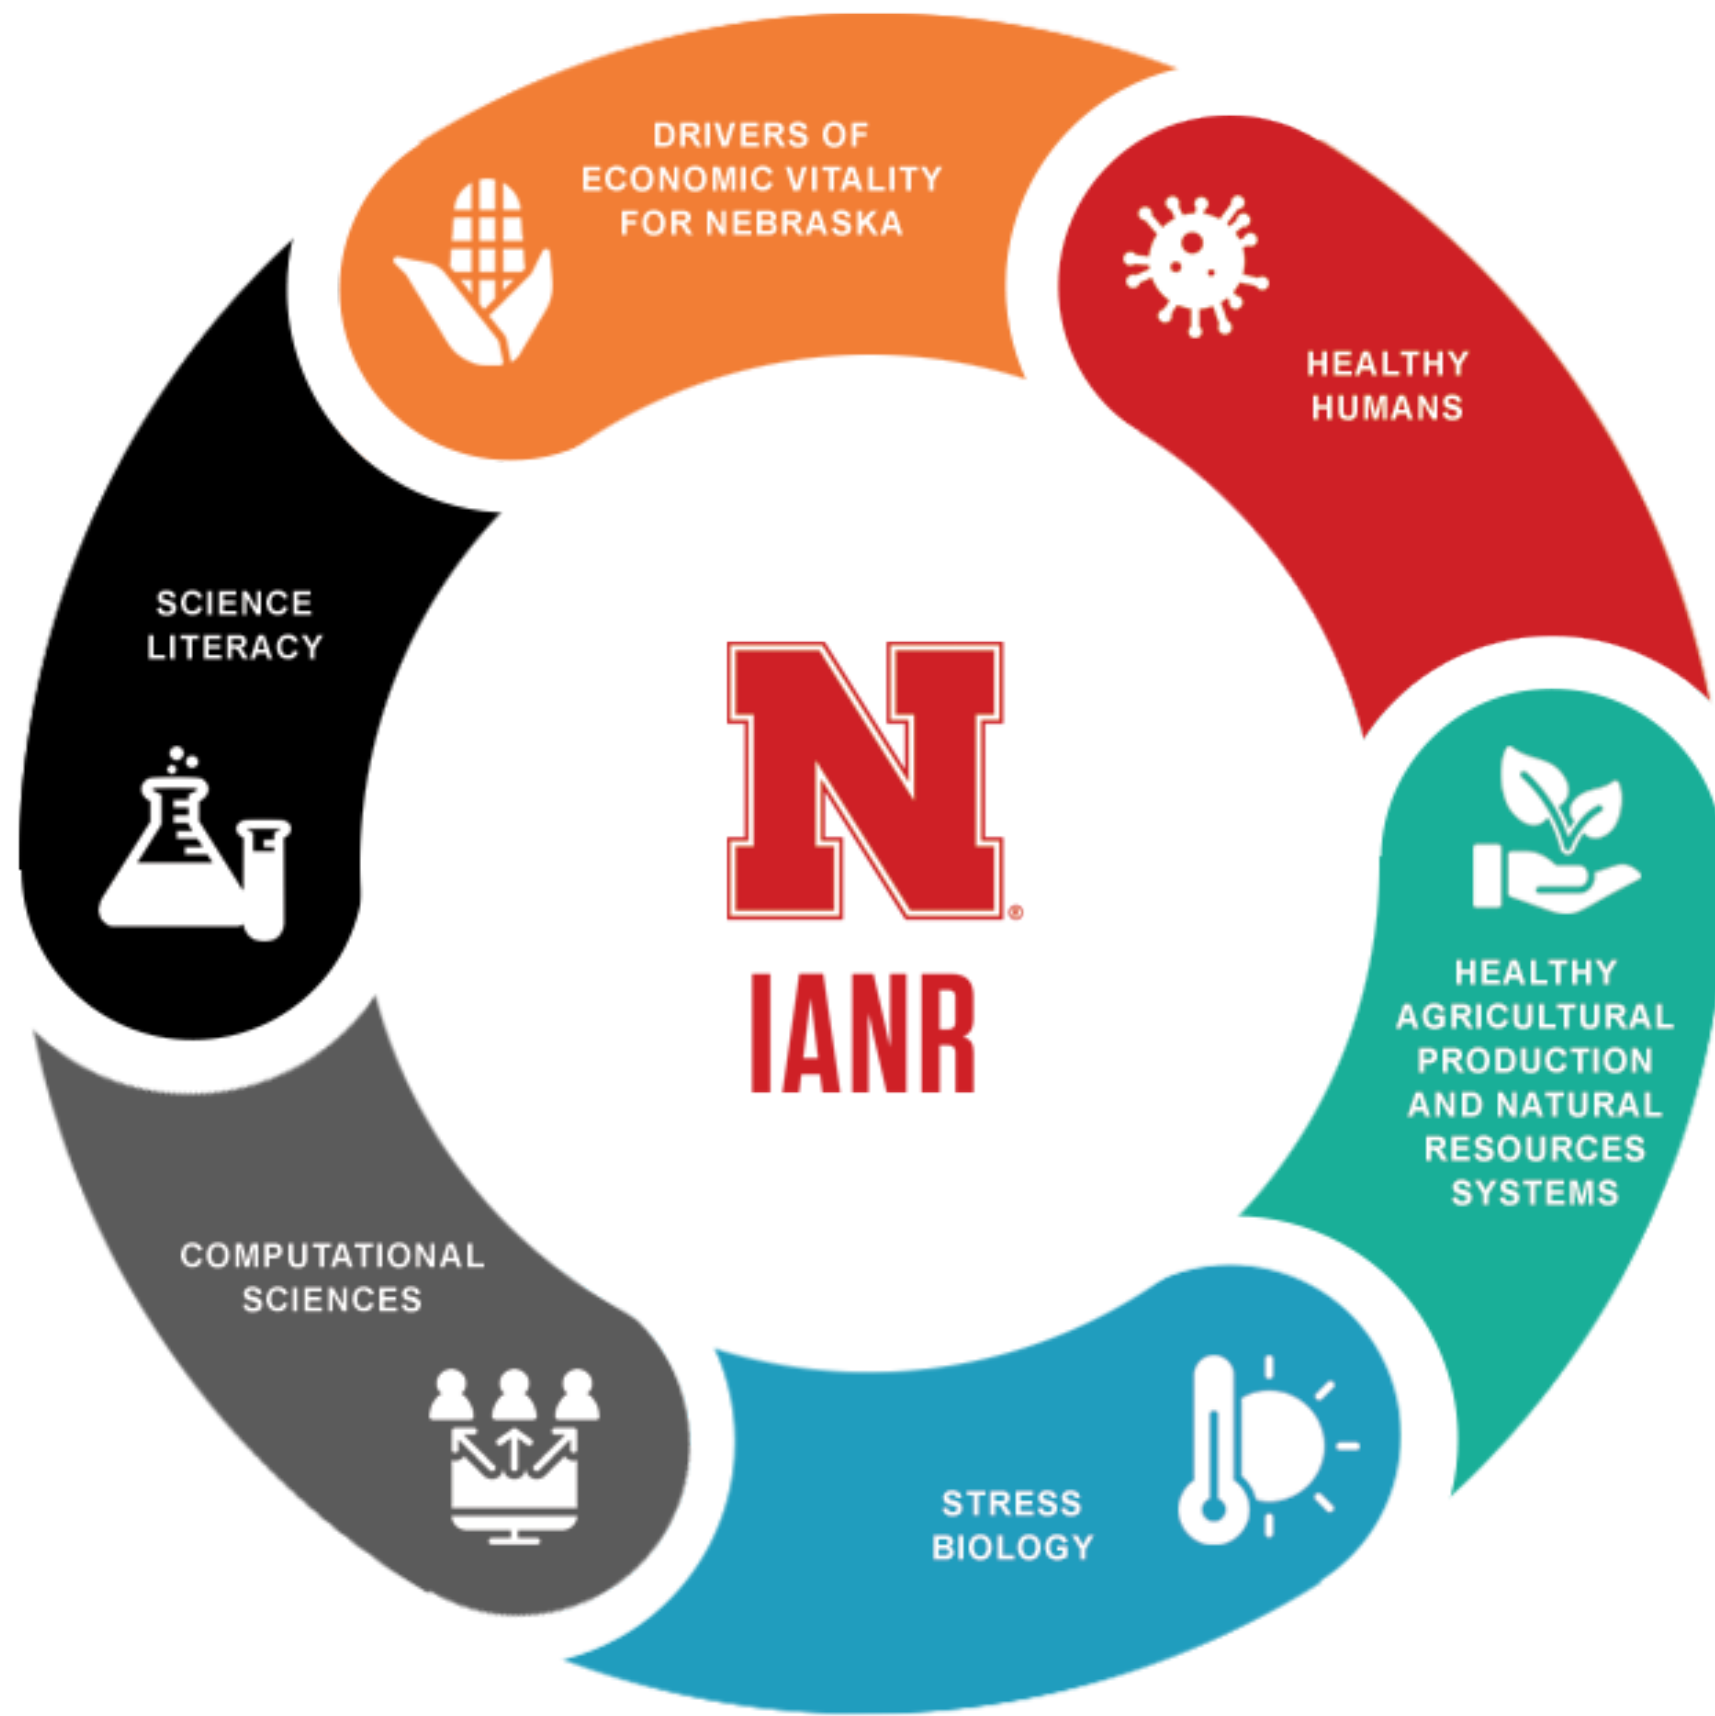 DRIVERS OF
ECONOMIC VITALITY
FOR NEBRASKA
HEALTHY
HUMANS
HEALTHY
AGRICULTURAL
PRODUCTION
AND NATURAL
RESOURCES
SYSTEMS
STRESS
BIOLOGY
COMPUTATIONAL
SCIENCES
SCIENCE
LITERACY
N®
IANR